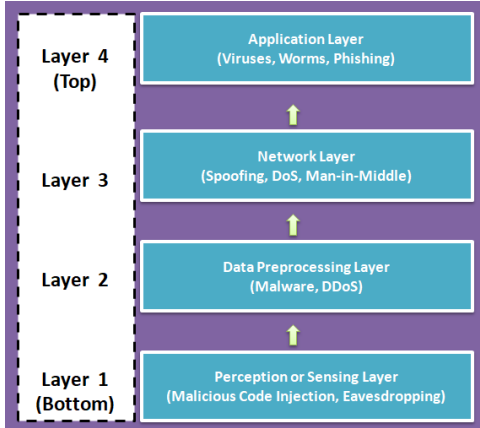 Layer 4
(Top)
Application Layer
(Viruses, Worms, Phishing)
Layer 3
Network Layer
(Spoofing, DoS, Man-in-Middle)
Layer 2
Data Preprocessing Layer
(Malware, DDoS)
Layer 1
(Bottom)
Perception or Sensing Layer
(Malicious Code Injection, Eavesdropping)